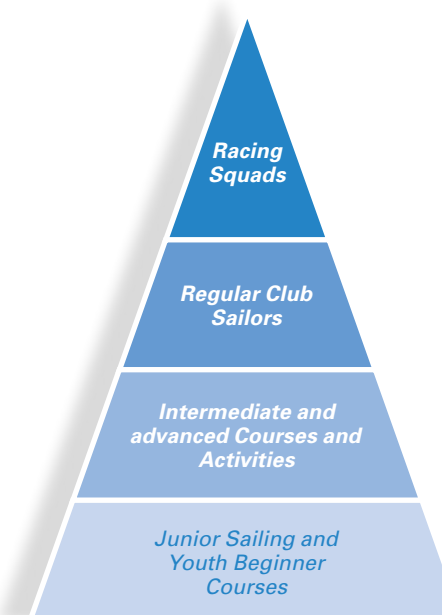 Racing
Squads
Regular Club
Sailors
Intermediate and
advanced Courses and
Activities
Junior Sailing and
Youth Beginner
Courses